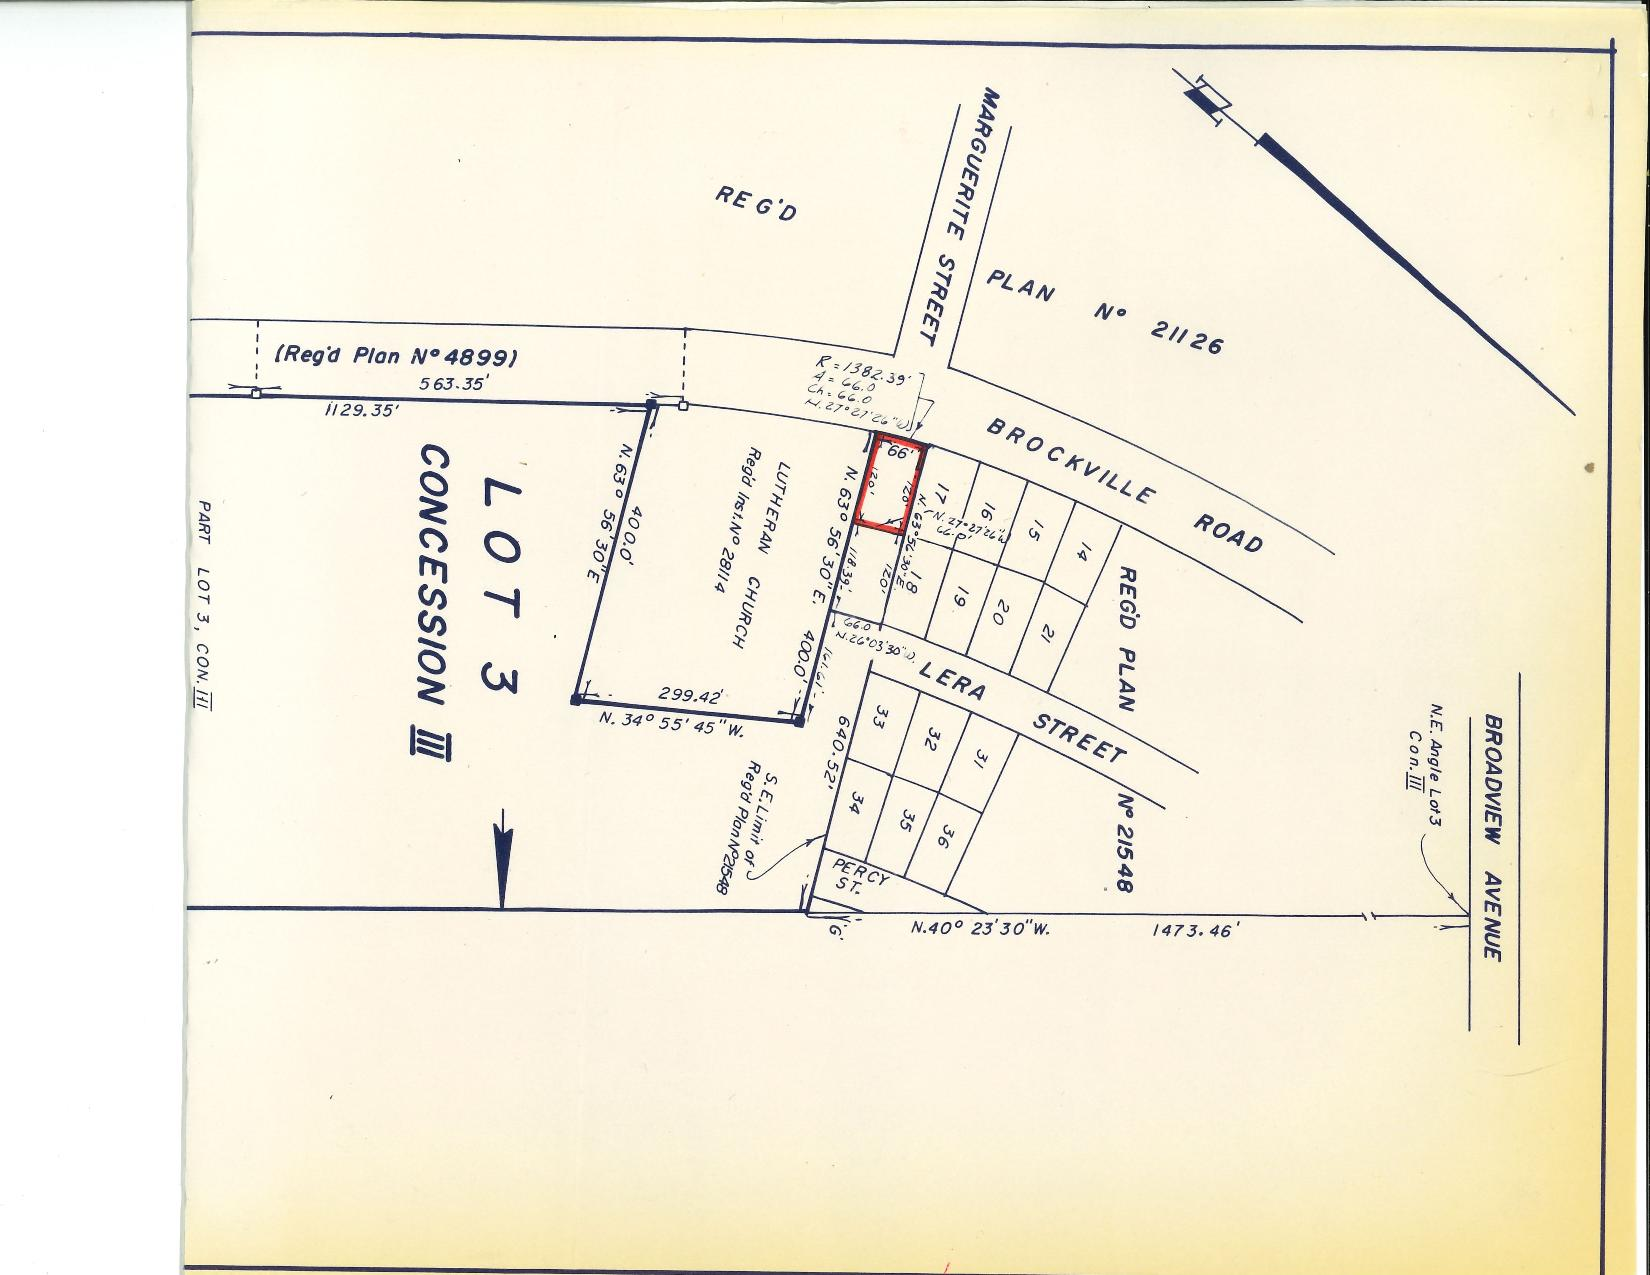 MARGUERITE STREET
REG'D
PLAN Nº 21126
(Reg'd Plan Nº 4899)
563.35'
1129.35'
R = 1382.39'
A = 66.0
Ch = 66.0
N.27°27'26"W
BROCKVILLE ROAD
66'
120'
120'
N. 63° 56' 30" E. 400.0'
N. 63° 56' 30" E.
120'
N. 27°27'26"W
66.0'
17
16
15
14
18
19
20
21
118.39'
161.61'
66.0
N.26°03'30"W.
LERA STREET
REG'D PLAN Nº 21548
33
32
31
34
35
36
640.52'
PERCY
ST.
LUTHERAN CHURCH
Reg'd Inst. Nº 28114
N. 63° 56' 30" E
400.0'
299.42'
N. 34° 55' 45" W.
LOT 3
CONCESSION III
PART LOT 3, CON. III
S.E. Limit of
Reg'd Plan Nº 21548
'G'
N.40° 23' 30" W.
1473.46'
N.E. Angle Lot 3
Con. III
BROADVIEW AVENUE